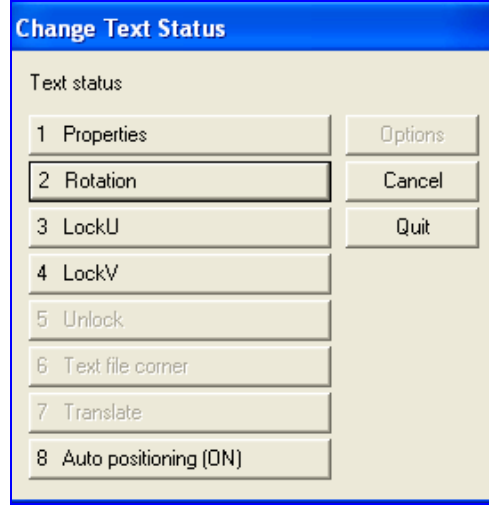 Change Text Status
Text status
1 Properties
Options
2 Rotation
Cancel
3 LockU
Quit
4 LockV
5 Unlock
6 Text file corner
7 Translate
8 Auto positioning (ON)